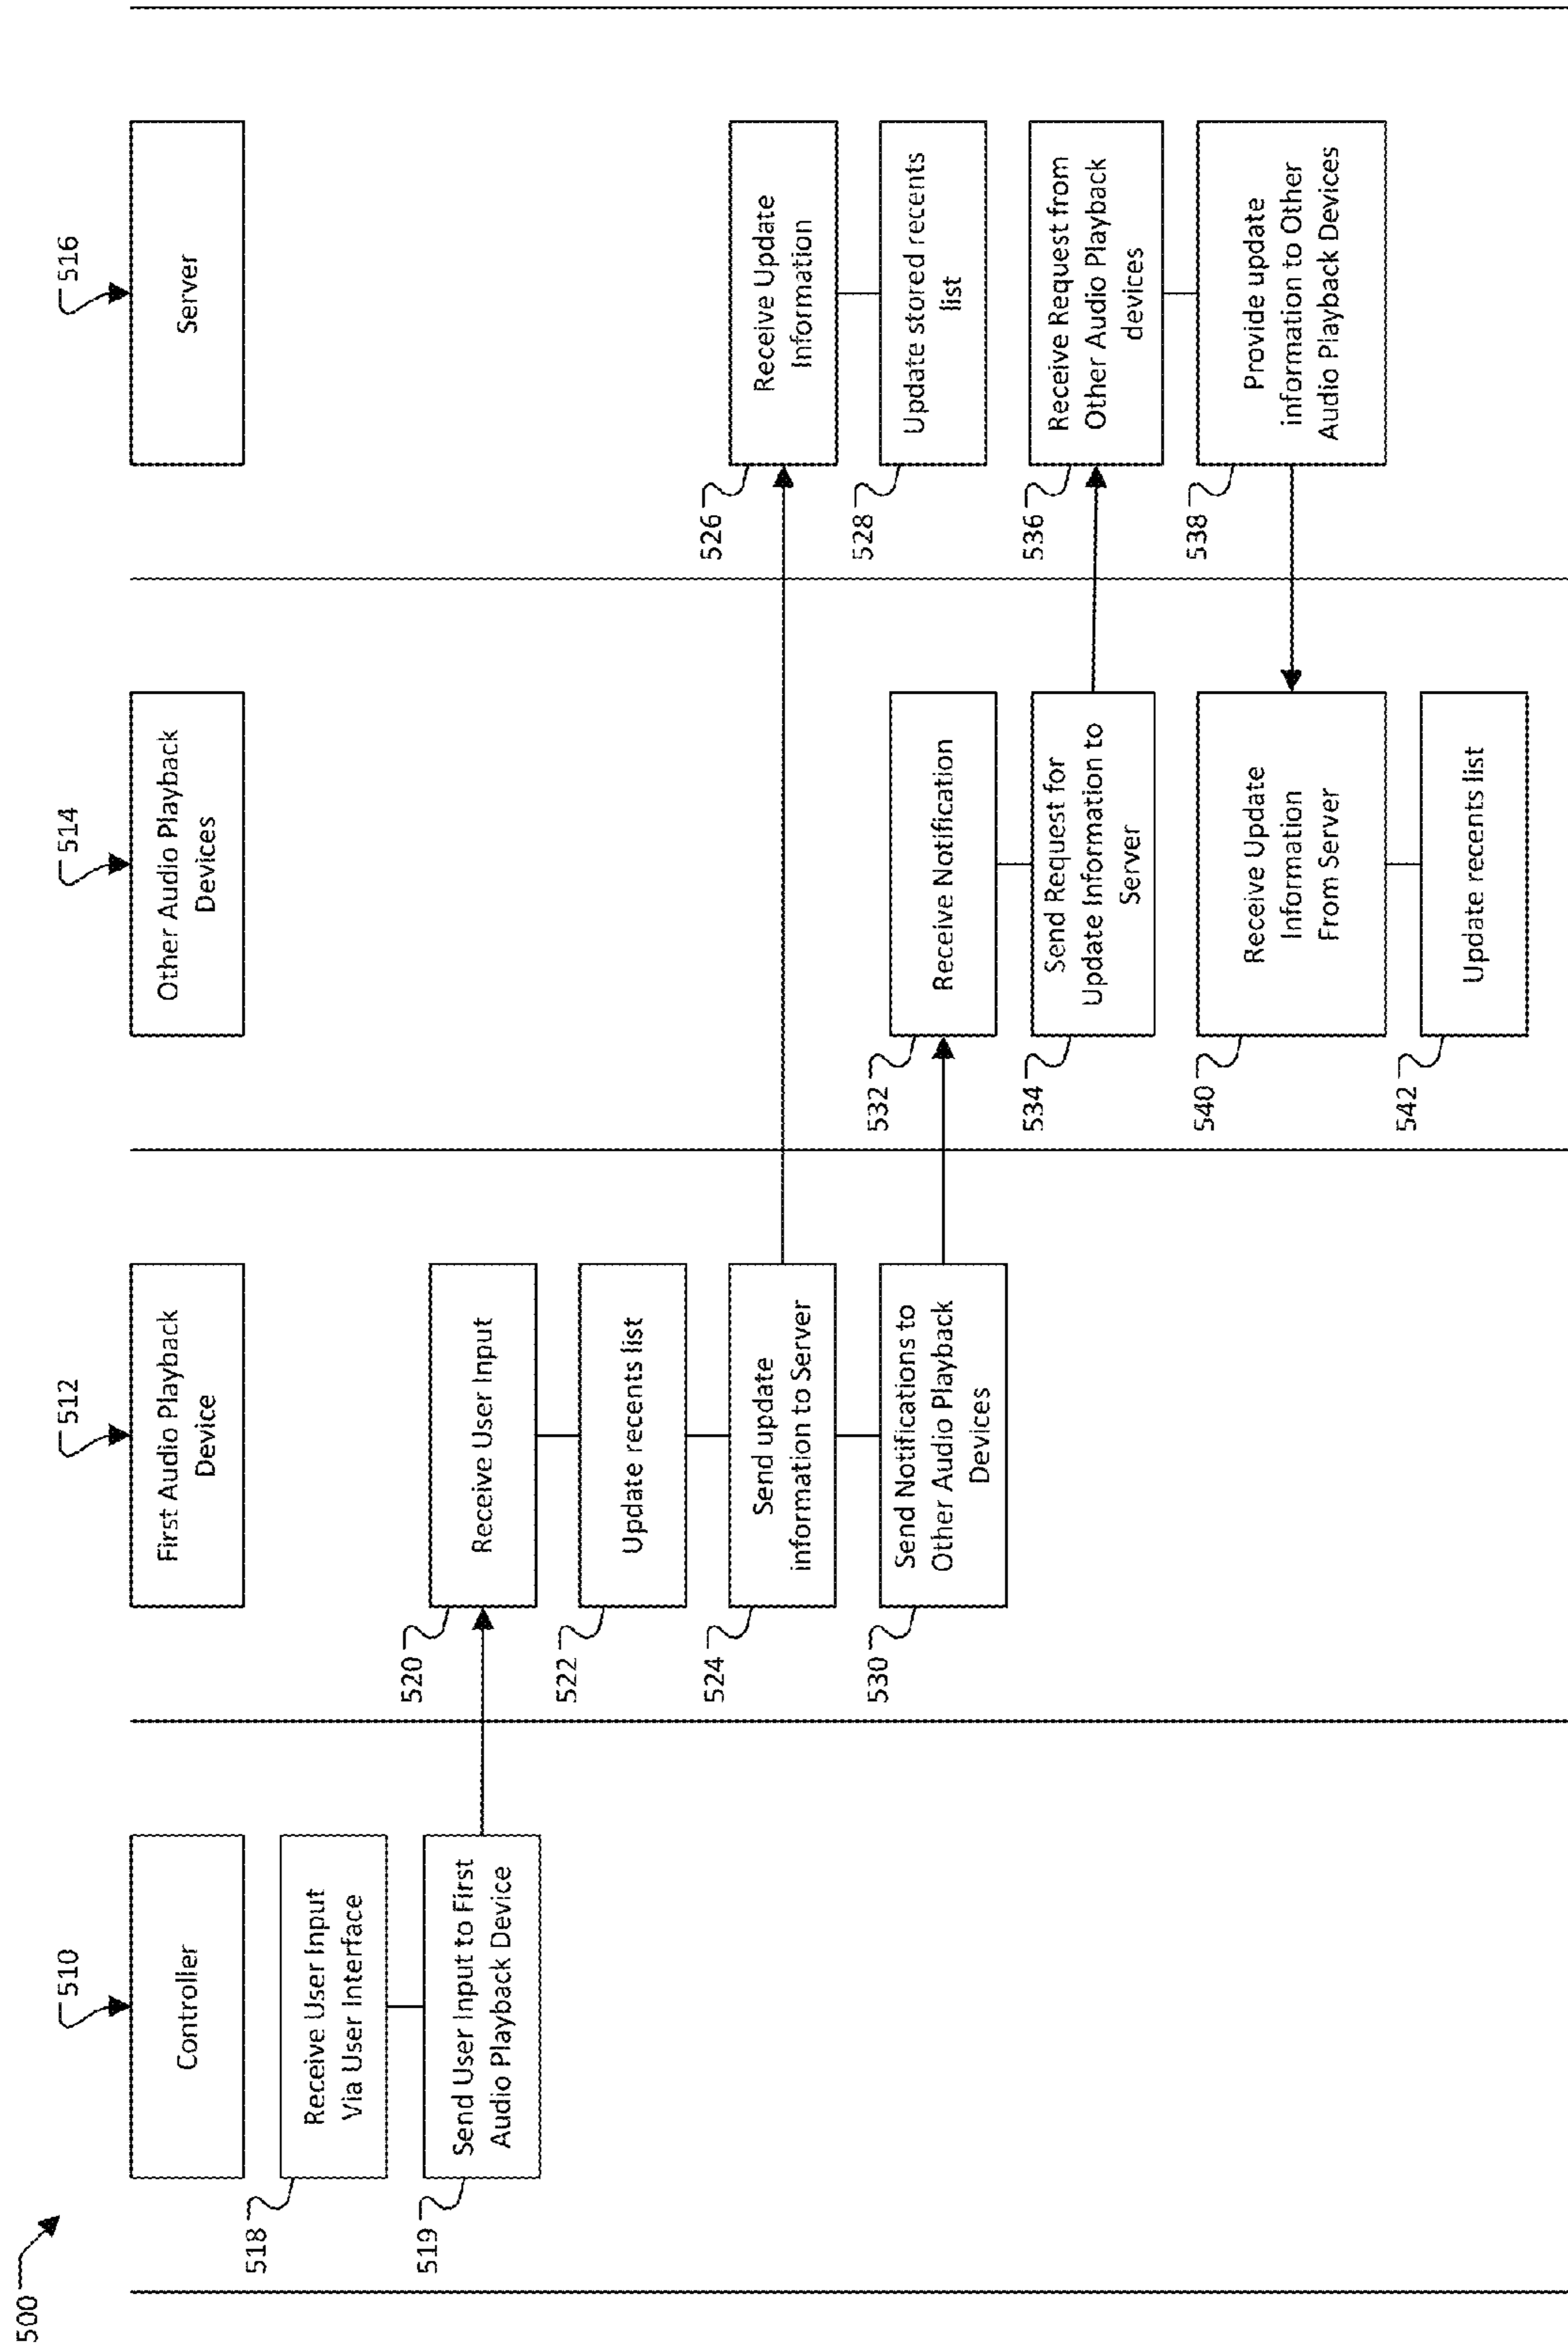 500
510
Controller
512
First Audio Playback
Device
514
Other Audio Playback
Devices
516
Server
518
Receive User Input
Via User Interface
519
Send User Input to First
Audio Playback Device
520
Receive User Input
522
Update recents list
524
Send update
information to Server
526
Receive Update
Information
528
Update stored recents
list
530
Send Notifications to
Other Audio Playback
Devices
532
Receive Notification
534
Send Request for
Update Information to
Server
536
Receive Request from
Other Audio Playback
devices
538
Provide update
information to Other
Audio Playback Devices
540
Receive Update
Information
From Server
542
Update recents list